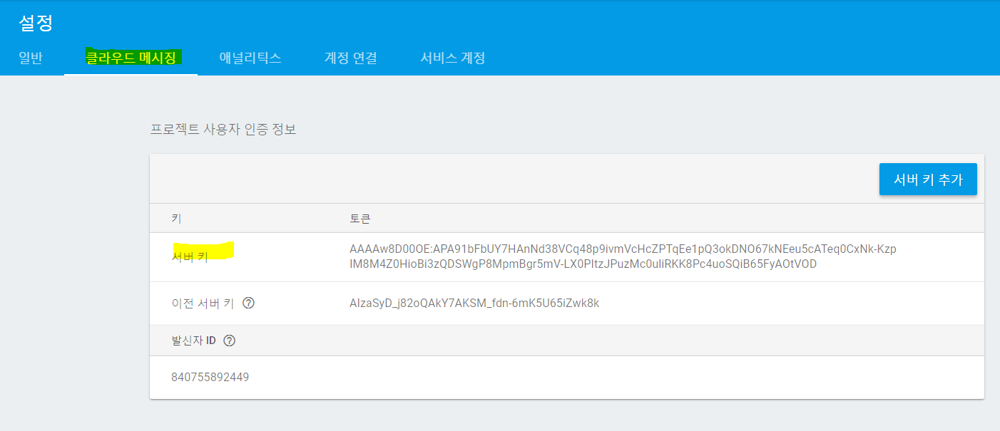 설정
일반 클라우드 메시징 애널리틱스 계정 연결 서비스 계정
프로젝트 사용자 인증 정보
서버 키 추가
키 토큰
서버 키 AAAAw8D00OE:APA91bFbUY7HAnNd38VCq48p9ivmVcHcZPTqEe1pQ3okDNO67kNEeu5cATeq0CxNk-Kzp
IM8M4Z0HioBi3zQDSWgP8MpmBgr5mV-LX0PItzJPuzMc0uIiRKK8Pc4uoSQiB65FyAOtVOD
이전 서버 키 AIzaSyD_j82oQAkY7AKSM_fdn-6mK5U65iZwk8k
발신자 ID
840755892449